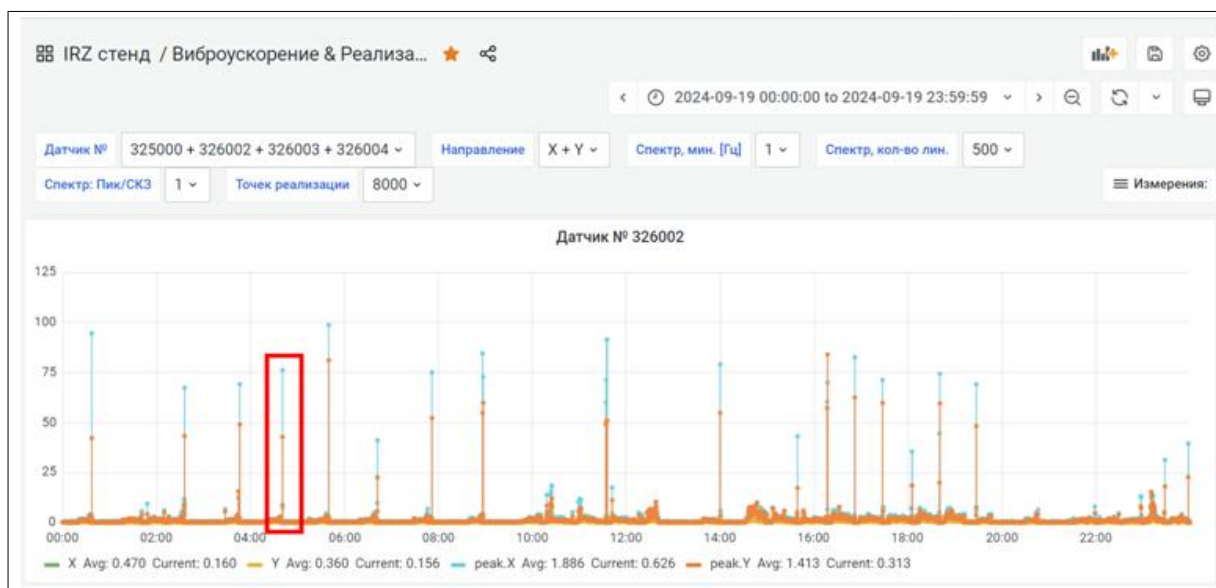 IRZ стенд / Виброускорение & Реализа...
2024-09-19 00:00:00 to 2024-09-19 23:59:59
Датчик № 325000 + 326002 + 326003 + 326004 Направление X + Y Спектр, мин. [Гц] 1 Спектр, кол-во лин. 500
Спектр: Пик/СКЗ 1 Точек реализации 8000 Измерения:
Датчик № 326002
125
100
75
50
25
0
00:00 02:00 04:00 06:00 08:00 10:00 12:00 14:00 16:00 18:00 20:00 22:00
X Avg: 0.470 Current: 0.160 Y Avg: 0.360 Current: 0.156 peak.X Avg: 1.886 Current: 0.626 peak.Y Avg: 1.413 Current: 0.313